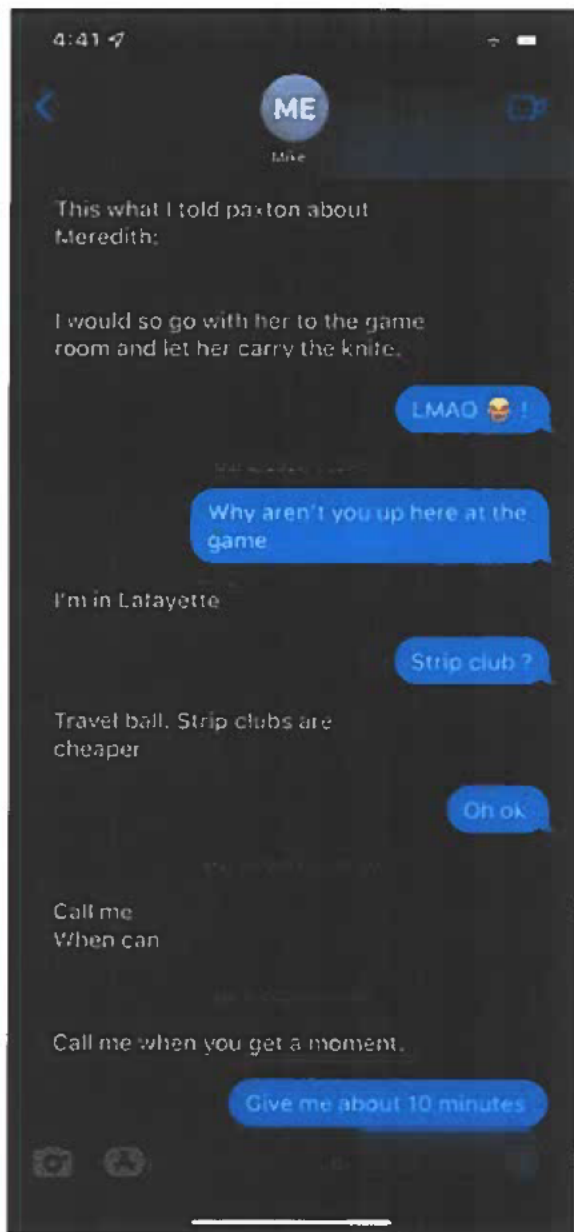 4:41
ME
Mike
This what I told paxton about
Meredith:
I would so go with her to the game
room and let her carry the knife.
LMAO 😂 !
Why aren't you up here at the
game
I'm in Lafayette
Strip club ?
Travel ball. Strip clubs are
cheaper
Oh ok
Call me
When can
Call me when you get a moment.
Give me about 10 minutes